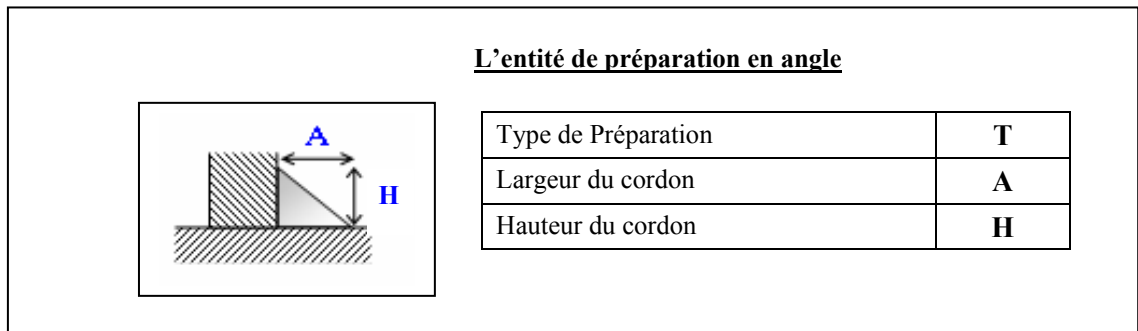 L’entité de préparation en angle
A
H
Type de Préparation T
Largeur du cordon A
Hauteur du cordon H